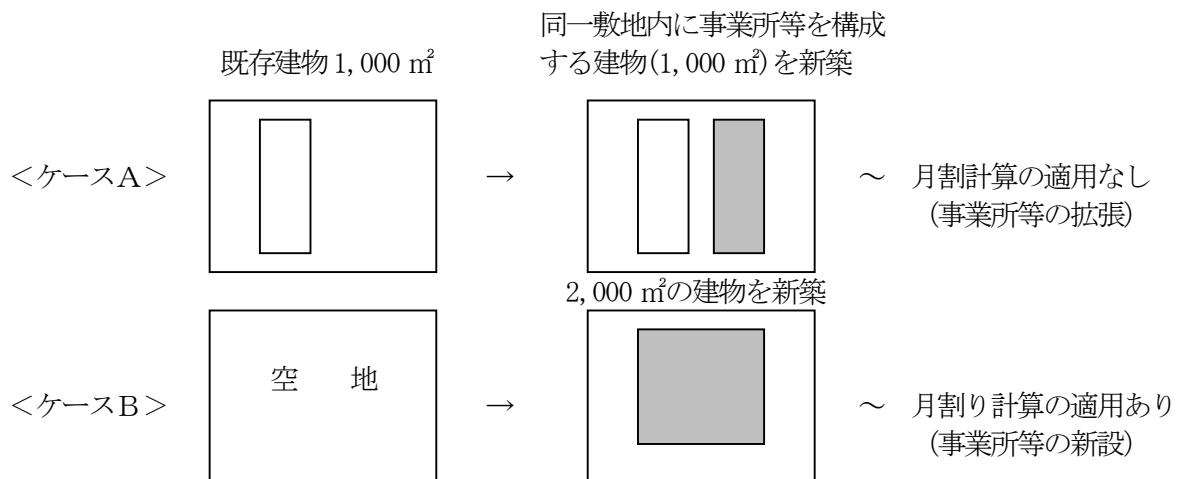 既存建物1,000 ㎡
同一敷地内に事業所等を構成
する建物(1,000 ㎡)を新築
<ケースA>
→
~ 月割計算の適用なし
(事業所等の拡張)
2,000 ㎡の建物を新築
<ケースB>
空 地
→
~ 月割り計算の適用あり
(事業所等の新設)